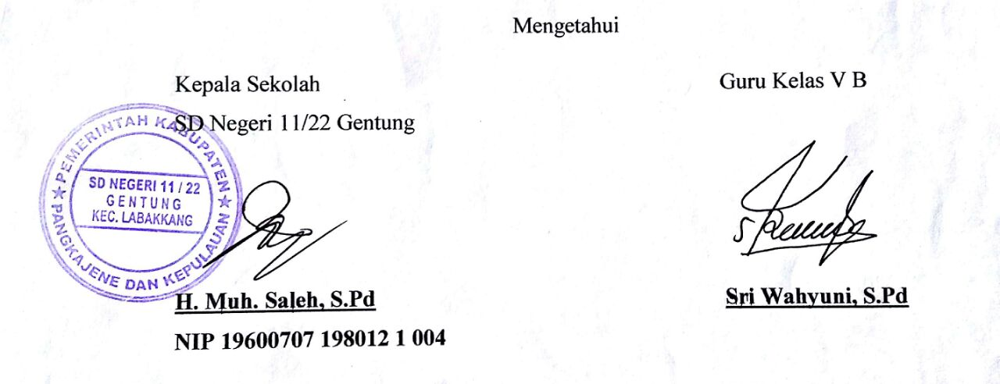 Mengetahui
Kepala Sekolah
SD Negeri 11/22 Gentung
PEMERINTAH KABUPATEN
SD NEGERI 11 / 22
GENTUNG
KEC. LABAKKANG
PANGKAJENE DAN KEPULAUAN
H. Muh. Saleh, S.Pd
NIP 19600707 198012 1 004
Guru Kelas V B
Sri Wahyuni, S.Pd